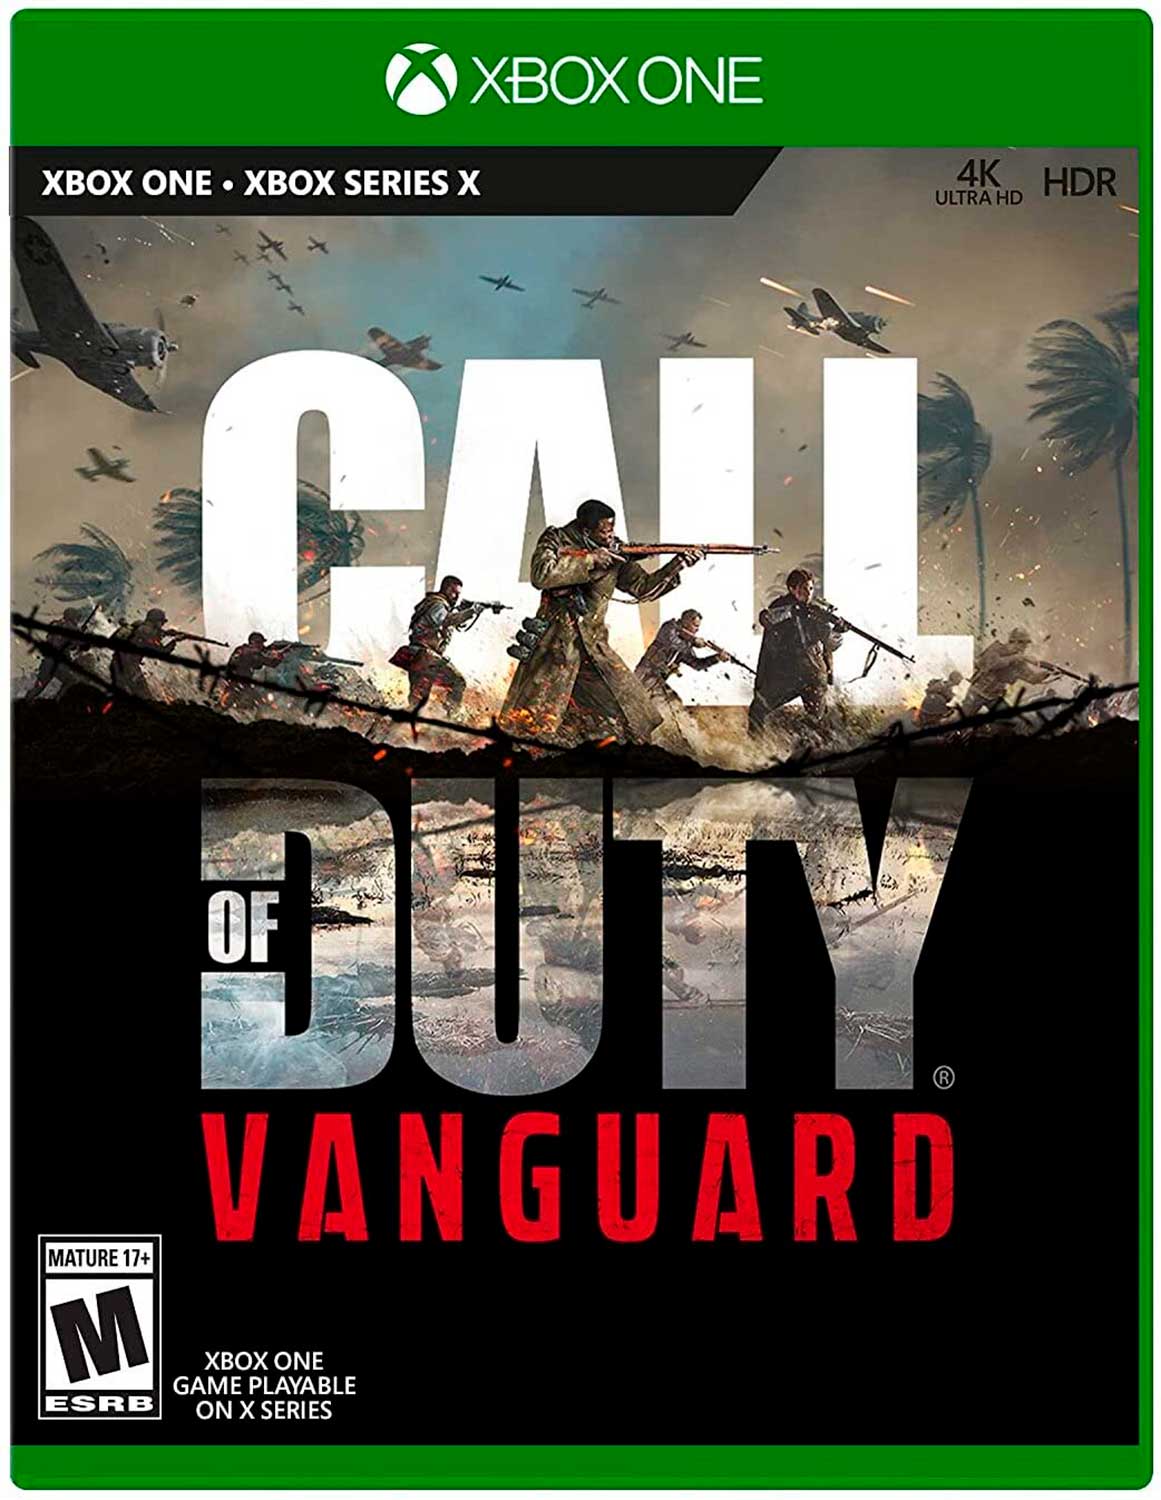 XBOX ONE
XBOX ONE • XBOX SERIES X
4K
ULTRA HD
HDR
CALL
OF
DUTY®
VANGUARD
MATURE 17+
M
ESRB
XBOX ONE
GAME PLAYABLE
ON X SERIES